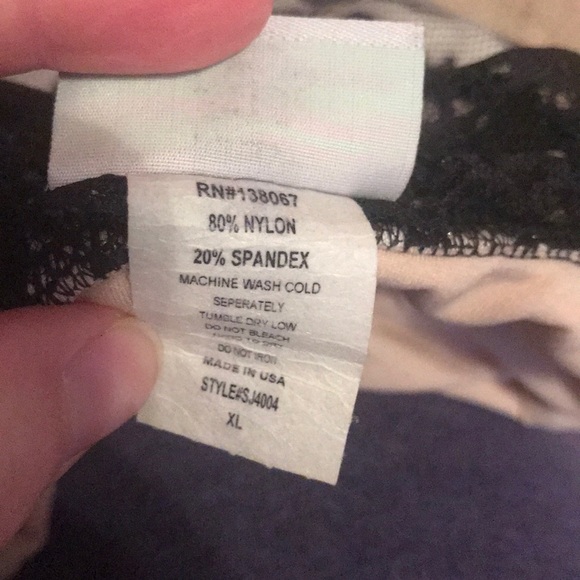 RN#138067
80% NYLON
20% SPANDEX
MACHINE WASH COLD
SEPERATELY
TUMBLE DRY LOW
DO NOT BLEACH
DO NOT IRON
MADE IN USA
STYLE#SJ4004
XL